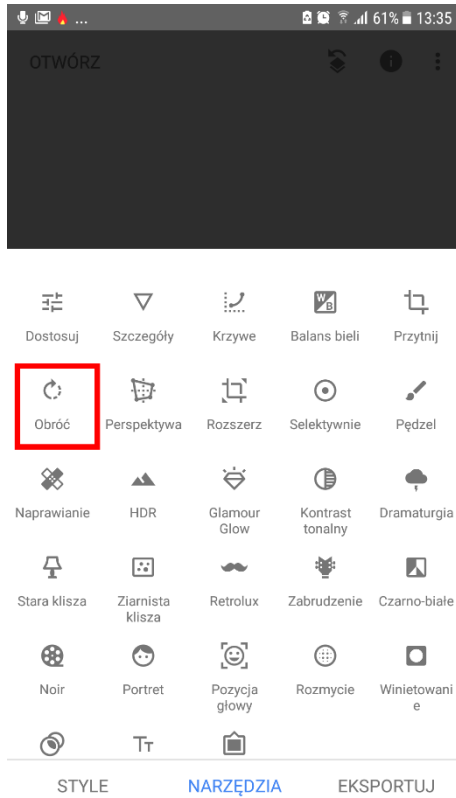 ... 61% 13:35
OTWÓRZ
Dostosuj Szczegóły Krzywe Balans bieli Przytnij
Obróć Perspektywa Rozszerz Selektywnie Pędzel
Naprawianie HDR Glamour Kontrast Dramaturgia
Glow tonalny
Stara klisza Ziarnista Retrolux Zabrudzenie Czarno-białe
klisza
Noir Portret Pozycja Rozmycie Winietowani
głowy e
STYLE NARZĘDZIA EKSPORTUJ